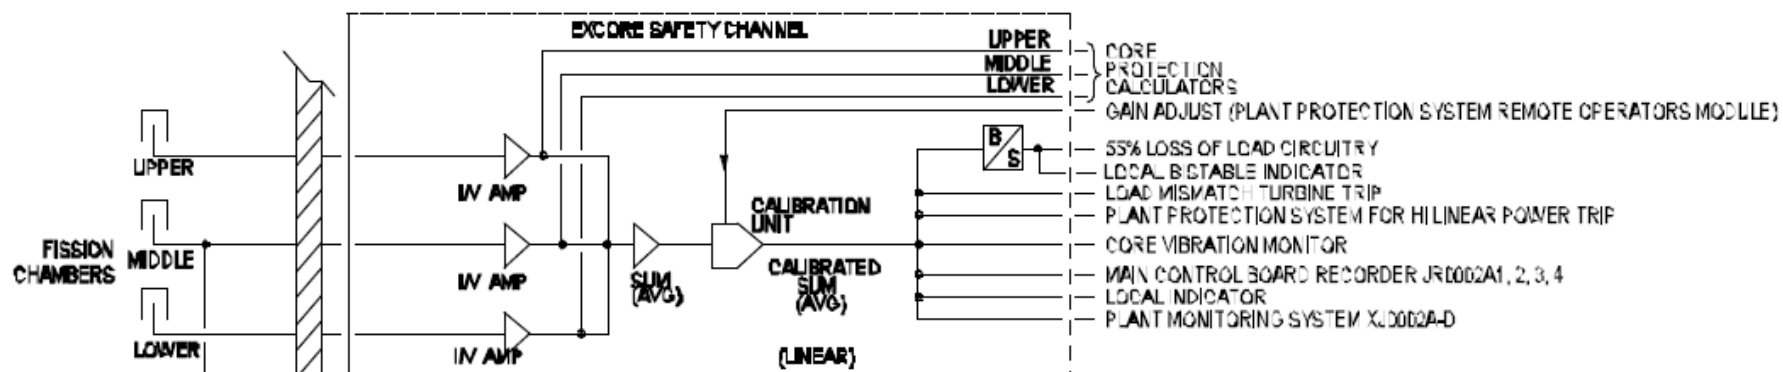 EXCORE SAFETY CHANNEL
UPPER
MIDDLE
LOWER
CORE
PROTECTION
CALCULATORS
GAIN ADJUST (PLANT PROTECTION SYSTEM REMOTE OPERATORS MODULE)
B
S
55% LOSS OF LOAD CIRCUITRY
LOCAL BISTABLE INDICATOR
LOAD MISMATCH TURBINE TRIP
PLANT PROTECTION SYSTEM FOR HI LINEAR POWER TRIP
CORE VIBRATION MONITOR
MAIN CONTROL BOARD RECORDER JR0002A1, 2, 3, 4
LOCAL INDICATOR
PLANT MONITORING SYSTEM XJ0002A-D
UPPER
I/V AMP
CALIBRATION
UNIT
FISSION
CHAMBERS
MIDDLE
I/V AMP
SUM
(AVG)
CALIBRATED
SUM
(AVG)
LOWER
I/V AMP
(LINEAR)